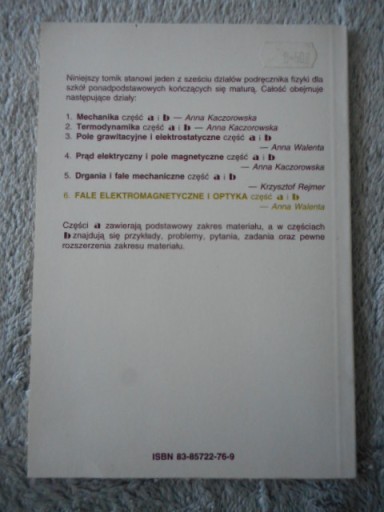 Niniejszy tomik stanowi jeden z sześciu działów podręcznika fizyki dla
szkół ponadpodstawowych kończących się maturą. Całość obejmuje
następujące działy:
1. Mechanika część a i b — Anna Kaczorowska
2. Termodynamika część a i b — Anna Kaczorowska
3. Pole grawitacyjne i elektrostatyczne część a i b
— Anna Walenta
4. Prąd elektryczny i pole magnetyczne część a i b
— Anna Kaczorowska
5. Drgania i fale mechaniczne część a i b
— Krzysztof Rejmer
6. FALE ELEKTROMAGNETYCZNE I OPTYKA część a i b
— Anna Walenta
Części a zawierają podstawowy zakres materiału, a w częściach
b znajdują się przykłady, problemy, pytania, zadania oraz pewne
rozszerzenia zakresu materiału.
ISBN 83-85722-76-9